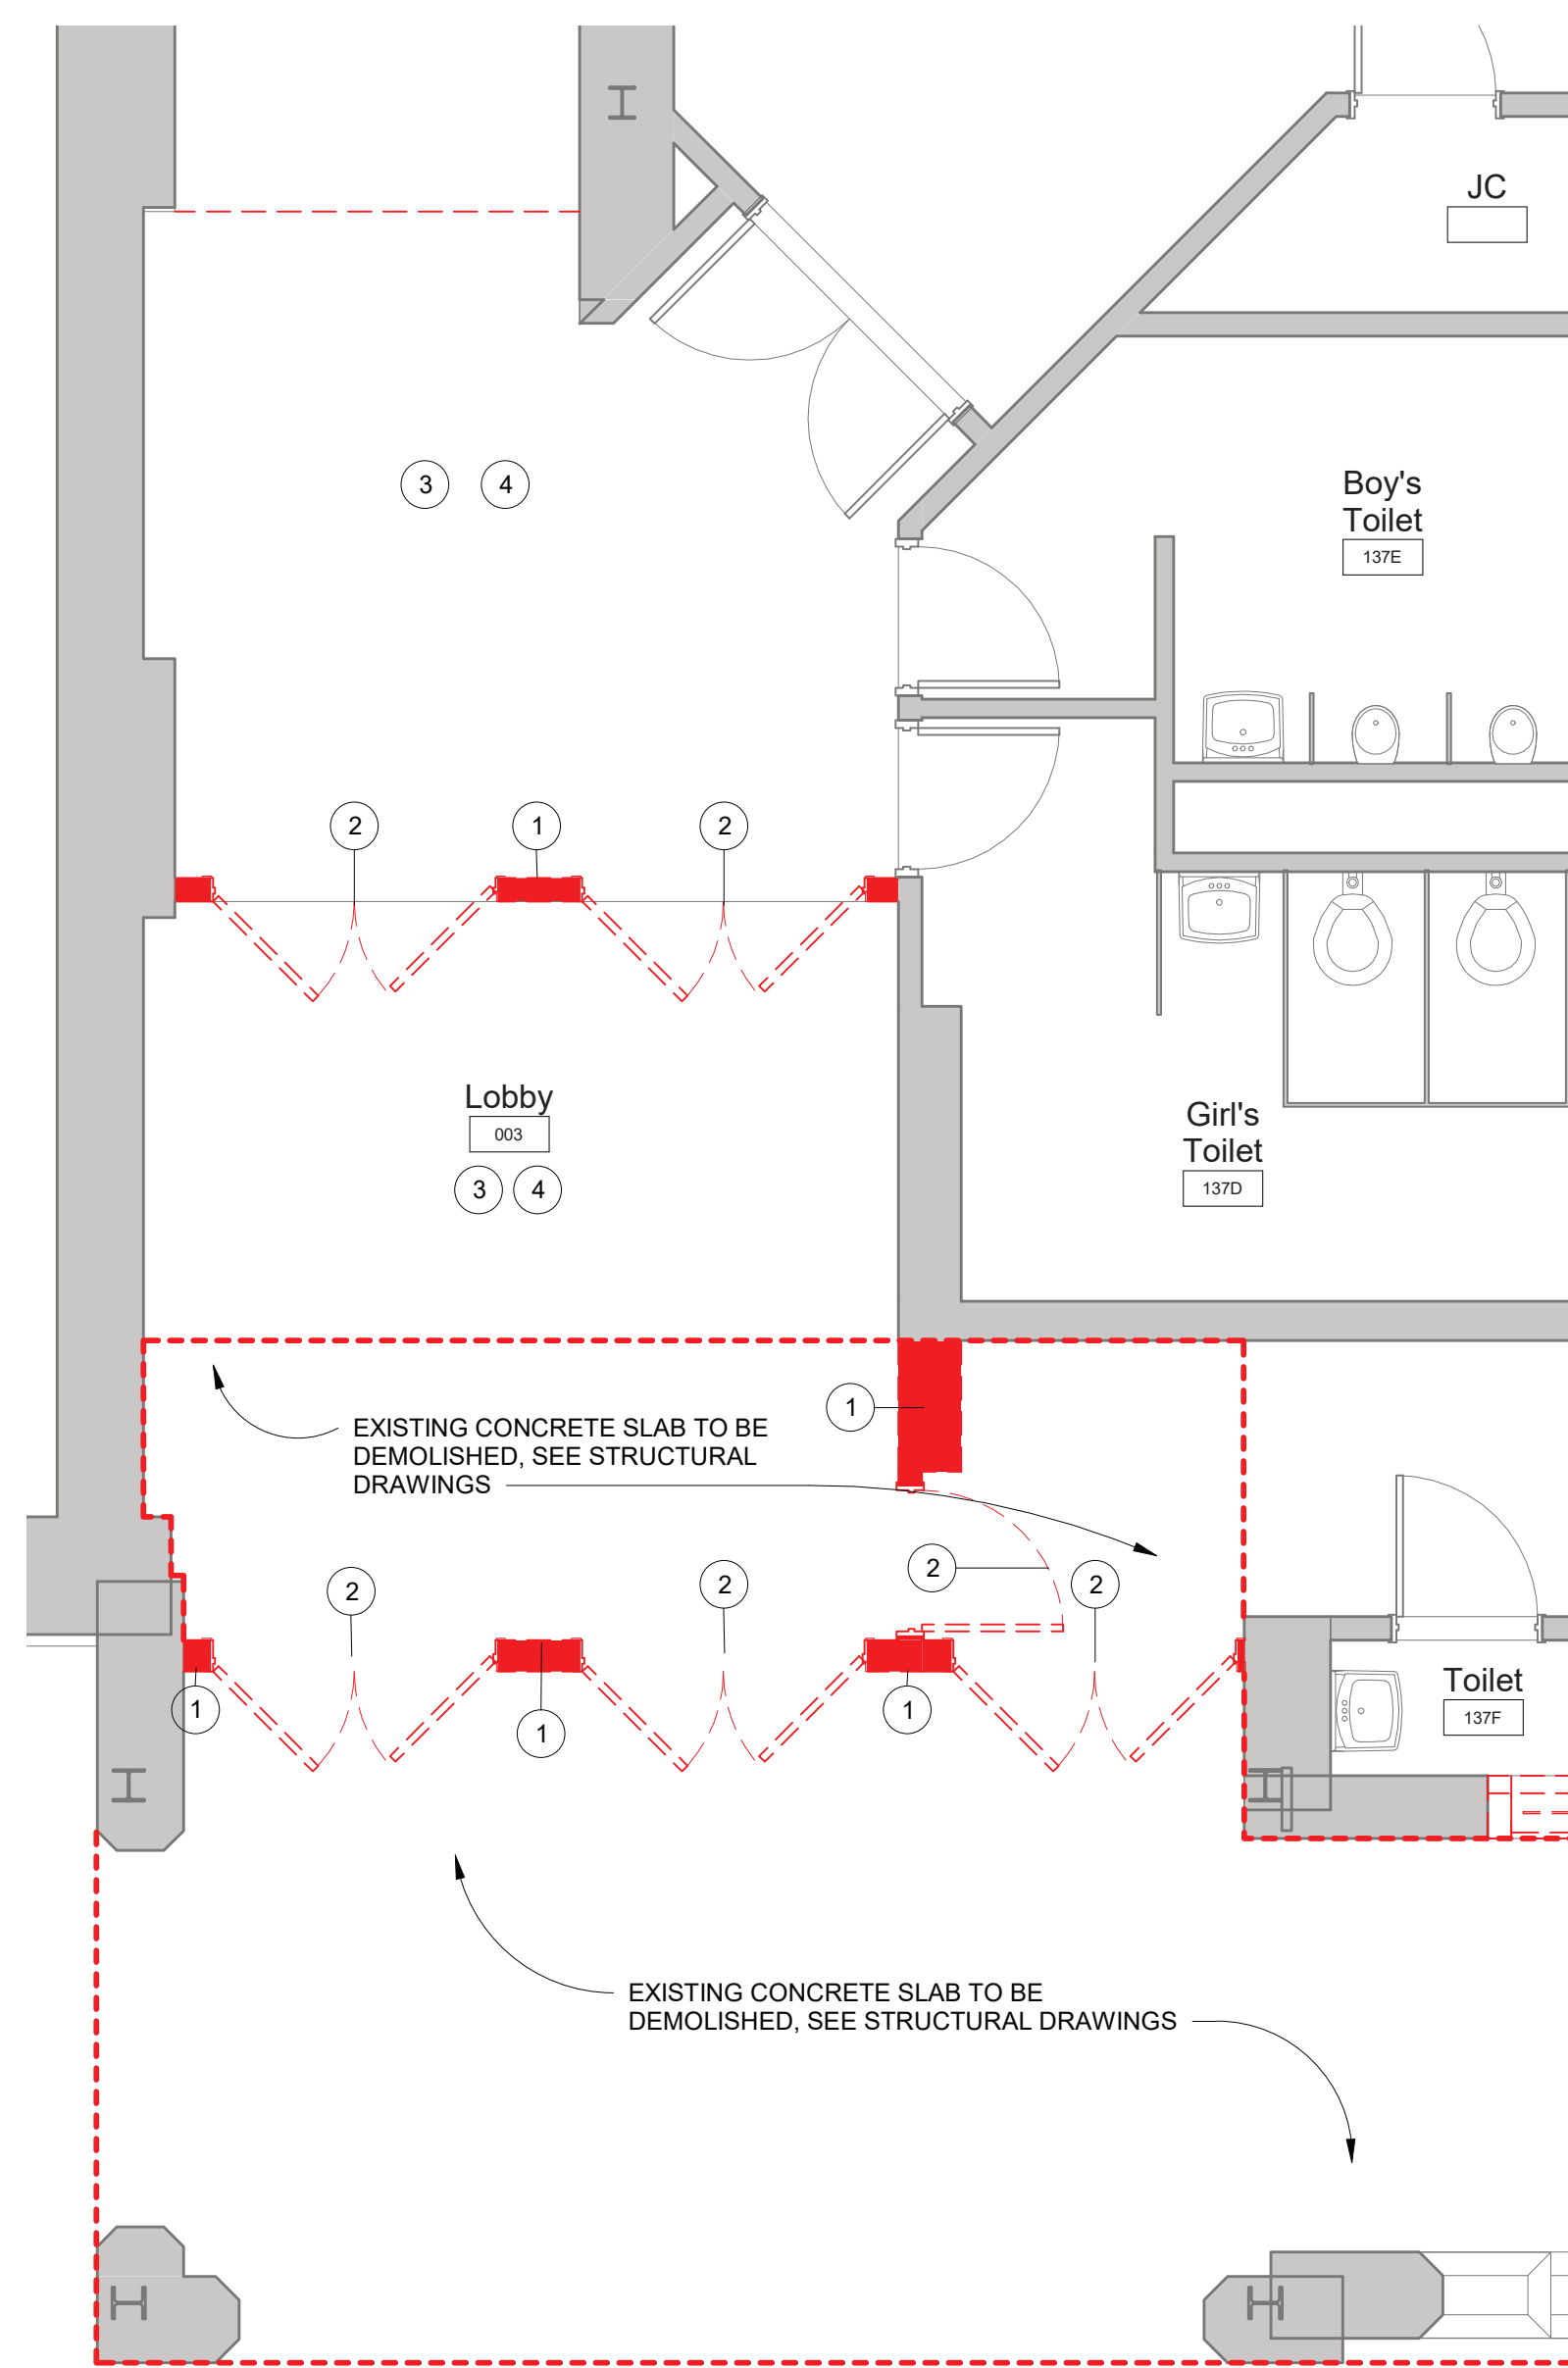 JC
Boy's
Toilet
137E
3 4
2 1 2
Lobby
003
3 4
Girl's
Toilet
137D
1
EXISTING CONCRETE SLAB TO BE
DEMOLISHED, SEE STRUCTURAL
DRAWINGS
2 2 2 2
1 1 1
Toilet
137F
EXISTING CONCRETE SLAB TO BE
DEMOLISHED, SEE STRUCTURAL DRAWINGS